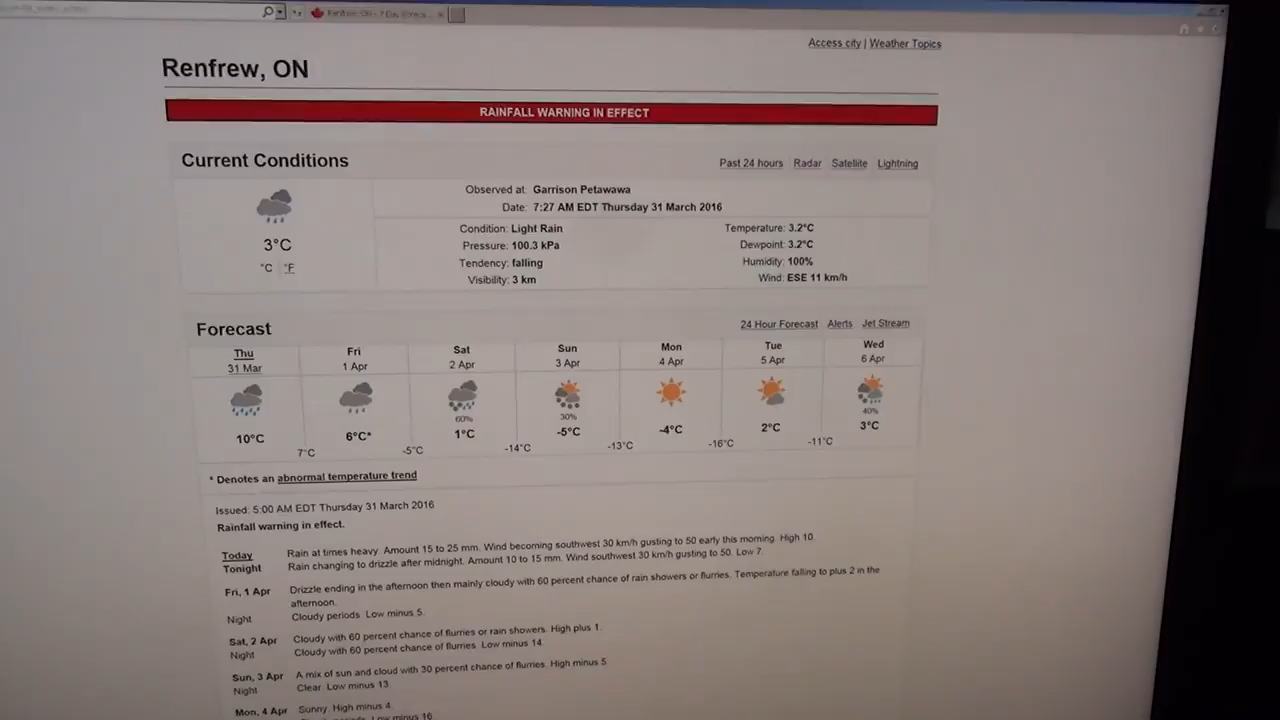 Renfrew, ON - 7 Day Foreca...
Access city | Weather Topics
Renfrew, ON
RAINFALL WARNING IN EFFECT
Current Conditions
Past 24 hours Radar Satellite Lightning
Observed at: Garrison Petawawa
Date: 7:27 AM EDT Thursday 31 March 2016
3°C
°C °F
Condition: Light Rain
Pressure: 100.3 kPa
Tendency: falling
Visibility: 3 km
Temperature: 3.2°C
Dewpoint: 3.2°C
Humidity: 100%
Wind: ESE 11 km/h
Forecast
24 Hour Forecast Alerts Jet Stream
Thu Fri Sat Sun Mon Tue Wed
31 Mar 1 Apr 2 Apr 3 Apr 4 Apr 5 Apr 6 Apr
60% 30% 40%
10°C 6°C* 1°C -5°C -4°C 2°C 3°C
7°C -5°C -14°C -13°C -16°C -11°C
* Denotes an abnormal temperature trend
Issued: 5:00 AM EDT Thursday 31 March 2016
Rainfall warning in effect.
Today Rain at times heavy. Amount 15 to 25 mm. Wind becoming southwest 30 km/h gusting to 50 early this morning. High 10.
Tonight Rain changing to drizzle after midnight. Amount 10 to 15 mm. Wind southwest 30 km/h gusting to 50. Low 7.
Fri, 1 Apr Drizzle ending in the afternoon then mainly cloudy with 60 percent chance of rain showers or flurries. Temperature falling to plus 2 in the
afternoon.
Night Cloudy periods. Low minus 5.
Sat, 2 Apr Cloudy with 60 percent chance of flurries or rain showers. High plus 1.
Night Cloudy with 60 percent chance of flurries. Low minus 14.
Sun, 3 Apr A mix of sun and cloud with 30 percent chance of flurries. High minus 5.
Night Clear. Low minus 13.
Mon, 4 Apr Sunny. High minus 4.
Low minus 16.